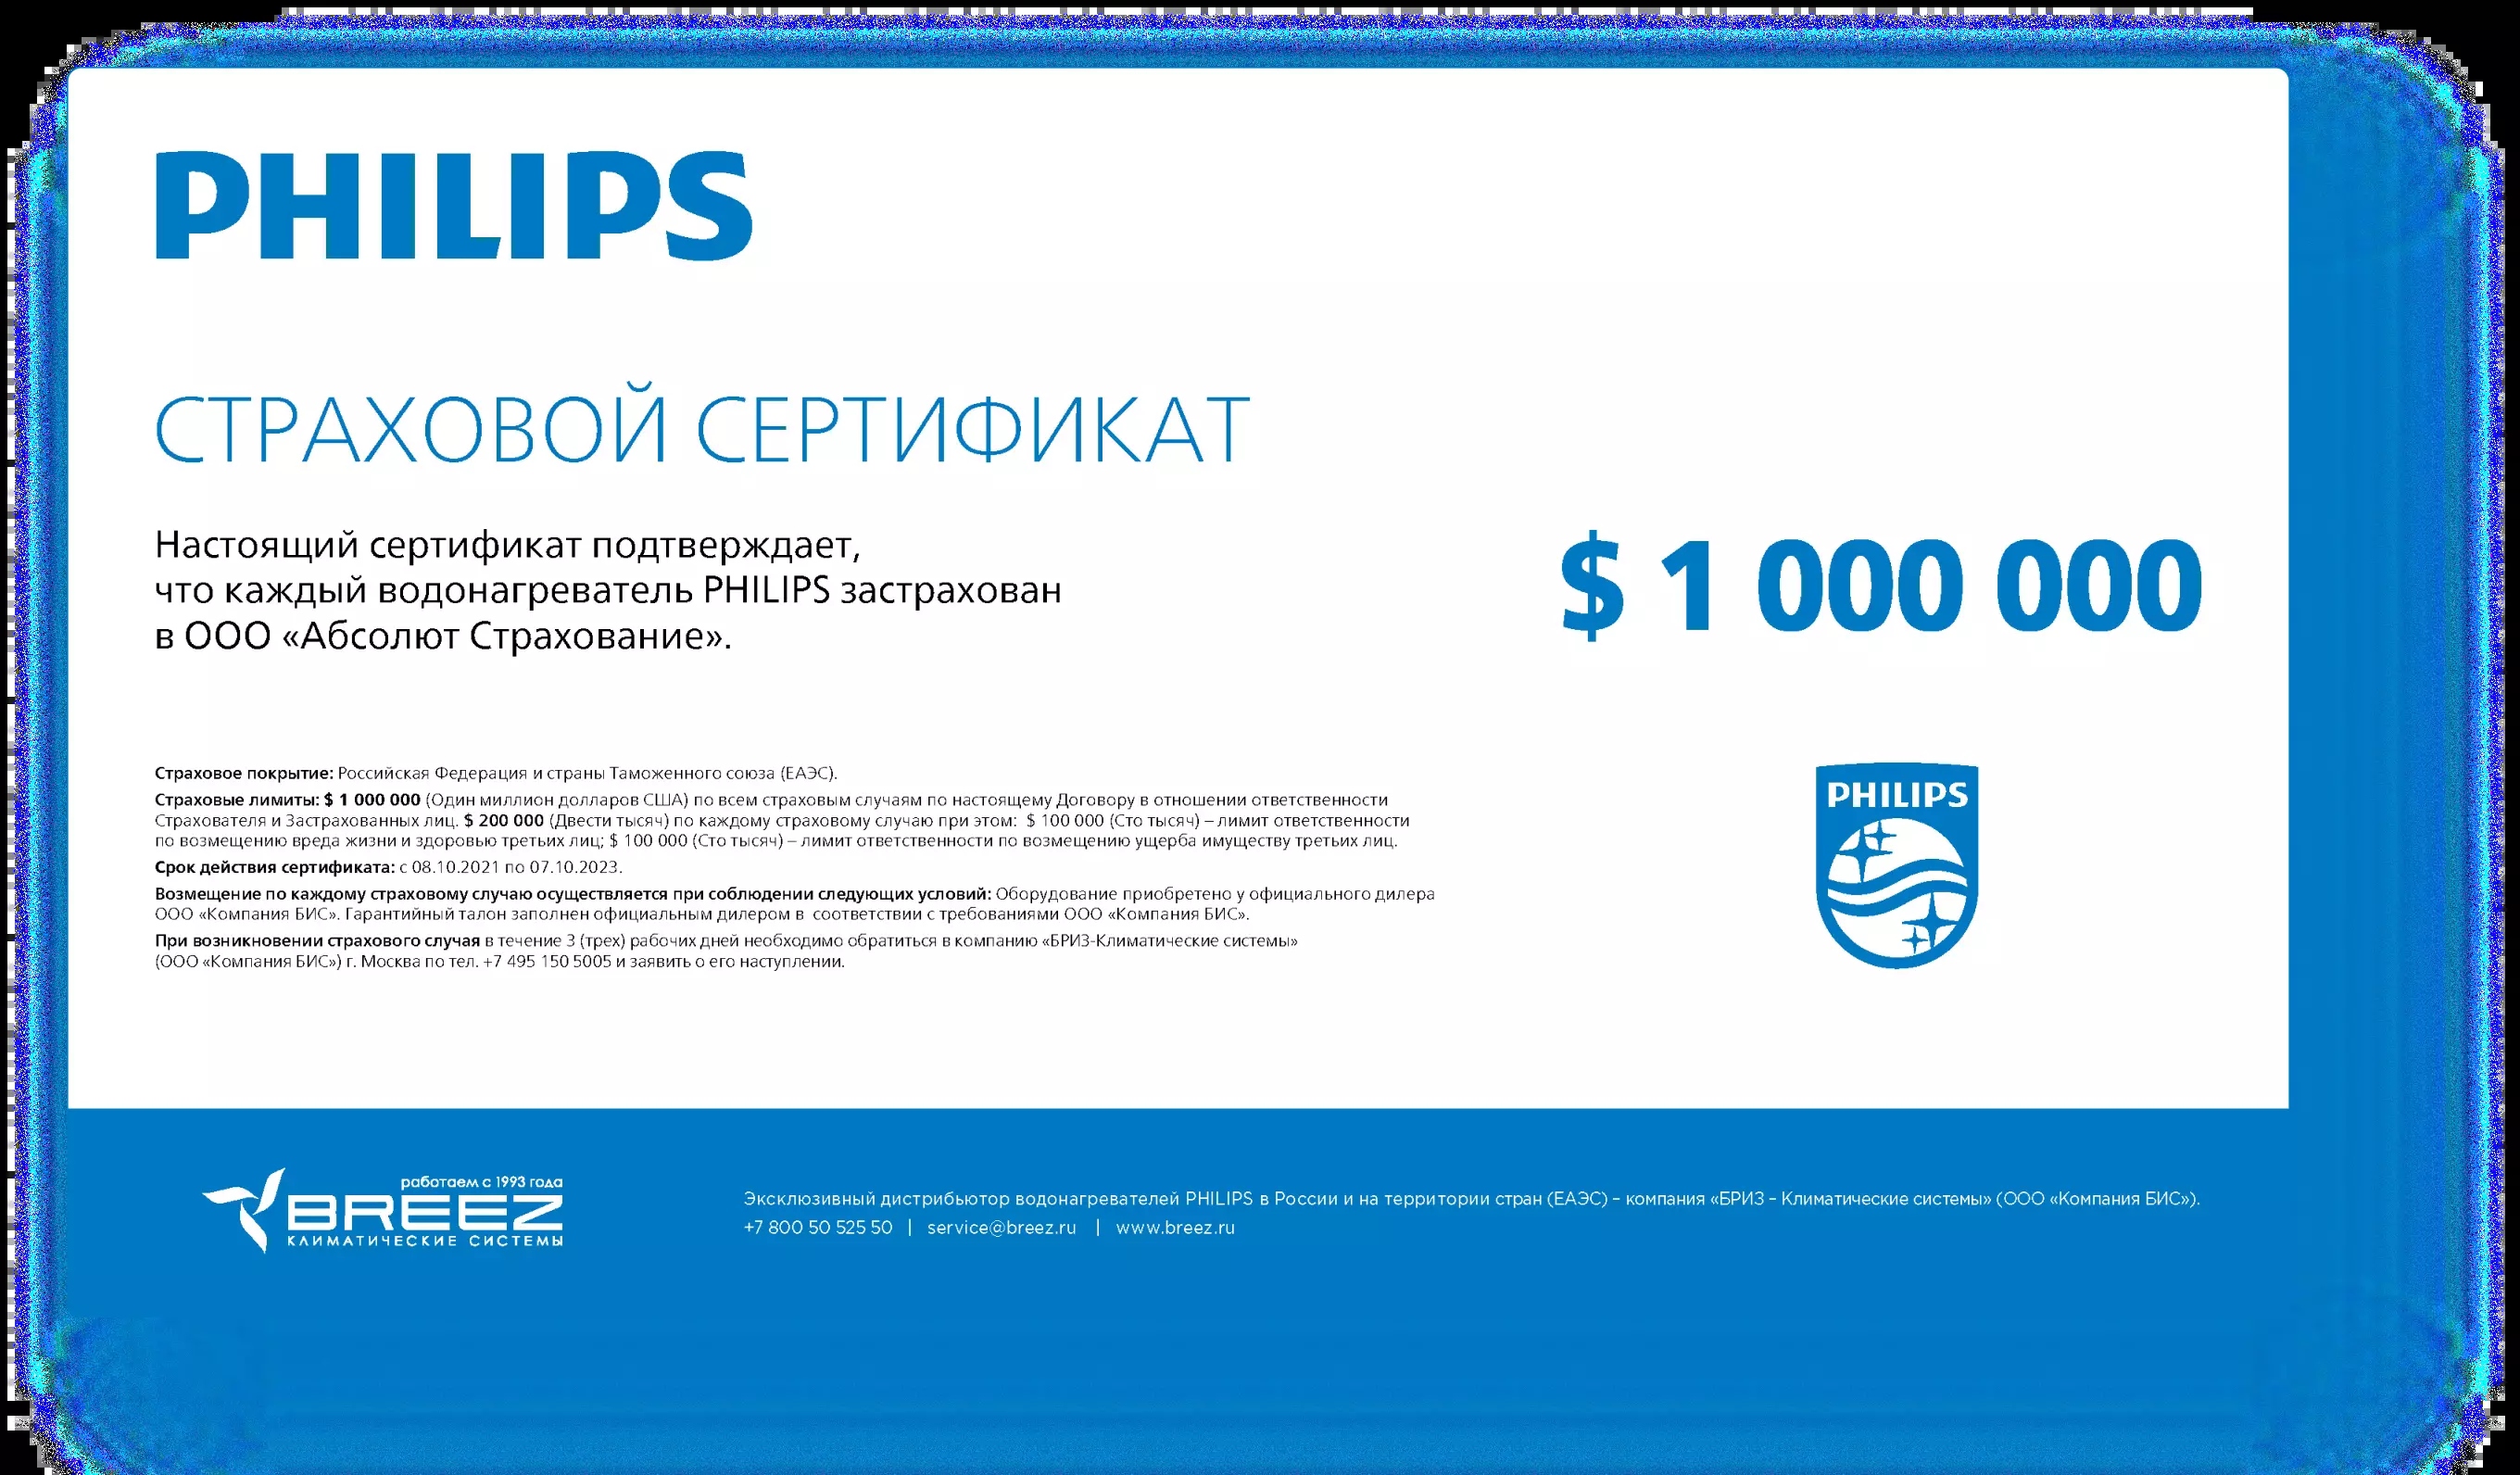 PHILIPS
СТРАХОВОЙ СЕРТИФИКАТ
Настоящий сертификат подтверждает,
что каждый водонагреватель PHILIPS застрахован
в ООО «Абсолют Страхование».
$ 1 000 000
Страховое покрытие: Российская Федерация и страны Таможенного союза (ЕАЭС).
Страховые лимиты: $ 1 000 000 (Один миллион долларов США) по всем страховым случаям по настоящему Договору в отношении ответственности
Страхователя и Застрахованных лиц. $ 200 000 (Двести тысяч) по каждому страховому случаю при этом: $ 100 000 (Сто тысяч) – лимит ответственности
по возмещению вреда жизни и здоровью третьих лиц; $ 100 000 (Сто тысяч) – лимит ответственности по возмещению ущерба имуществу третьих лиц.
Срок действия сертификата: с 08.10.2021 по 07.10.2023.
Возмещение по каждому страховому случаю осуществляется при соблюдении следующих условий: Оборудование приобретено у официального дилера
ООО «Компания БИС». Гарантийный талон заполнен официальным дилером в соответствии с требованиями ООО «Компания БИС».
При возникновении страхового случая в течение 3 (трех) рабочих дней необходимо обратиться в компанию «БРИЗ-Климатические системы»
(ООО «Компания БИС») г. Москва по тел. +7 495 150 5005 и заявить о его наступлении.
PHILIPS
работаем с 1993 года
BREEZ
КЛИМАТИЧЕСКИЕ СИСТЕМЫ
Эксклюзивный дистрибьютор водонагревателей PHILIPS в России и на территории стран (ЕАЭС) – компания «БРИЗ – Климатические системы» (ООО «Компания БИС»).
+7 800 50 525 50 | service@breez.ru | www.breez.ru